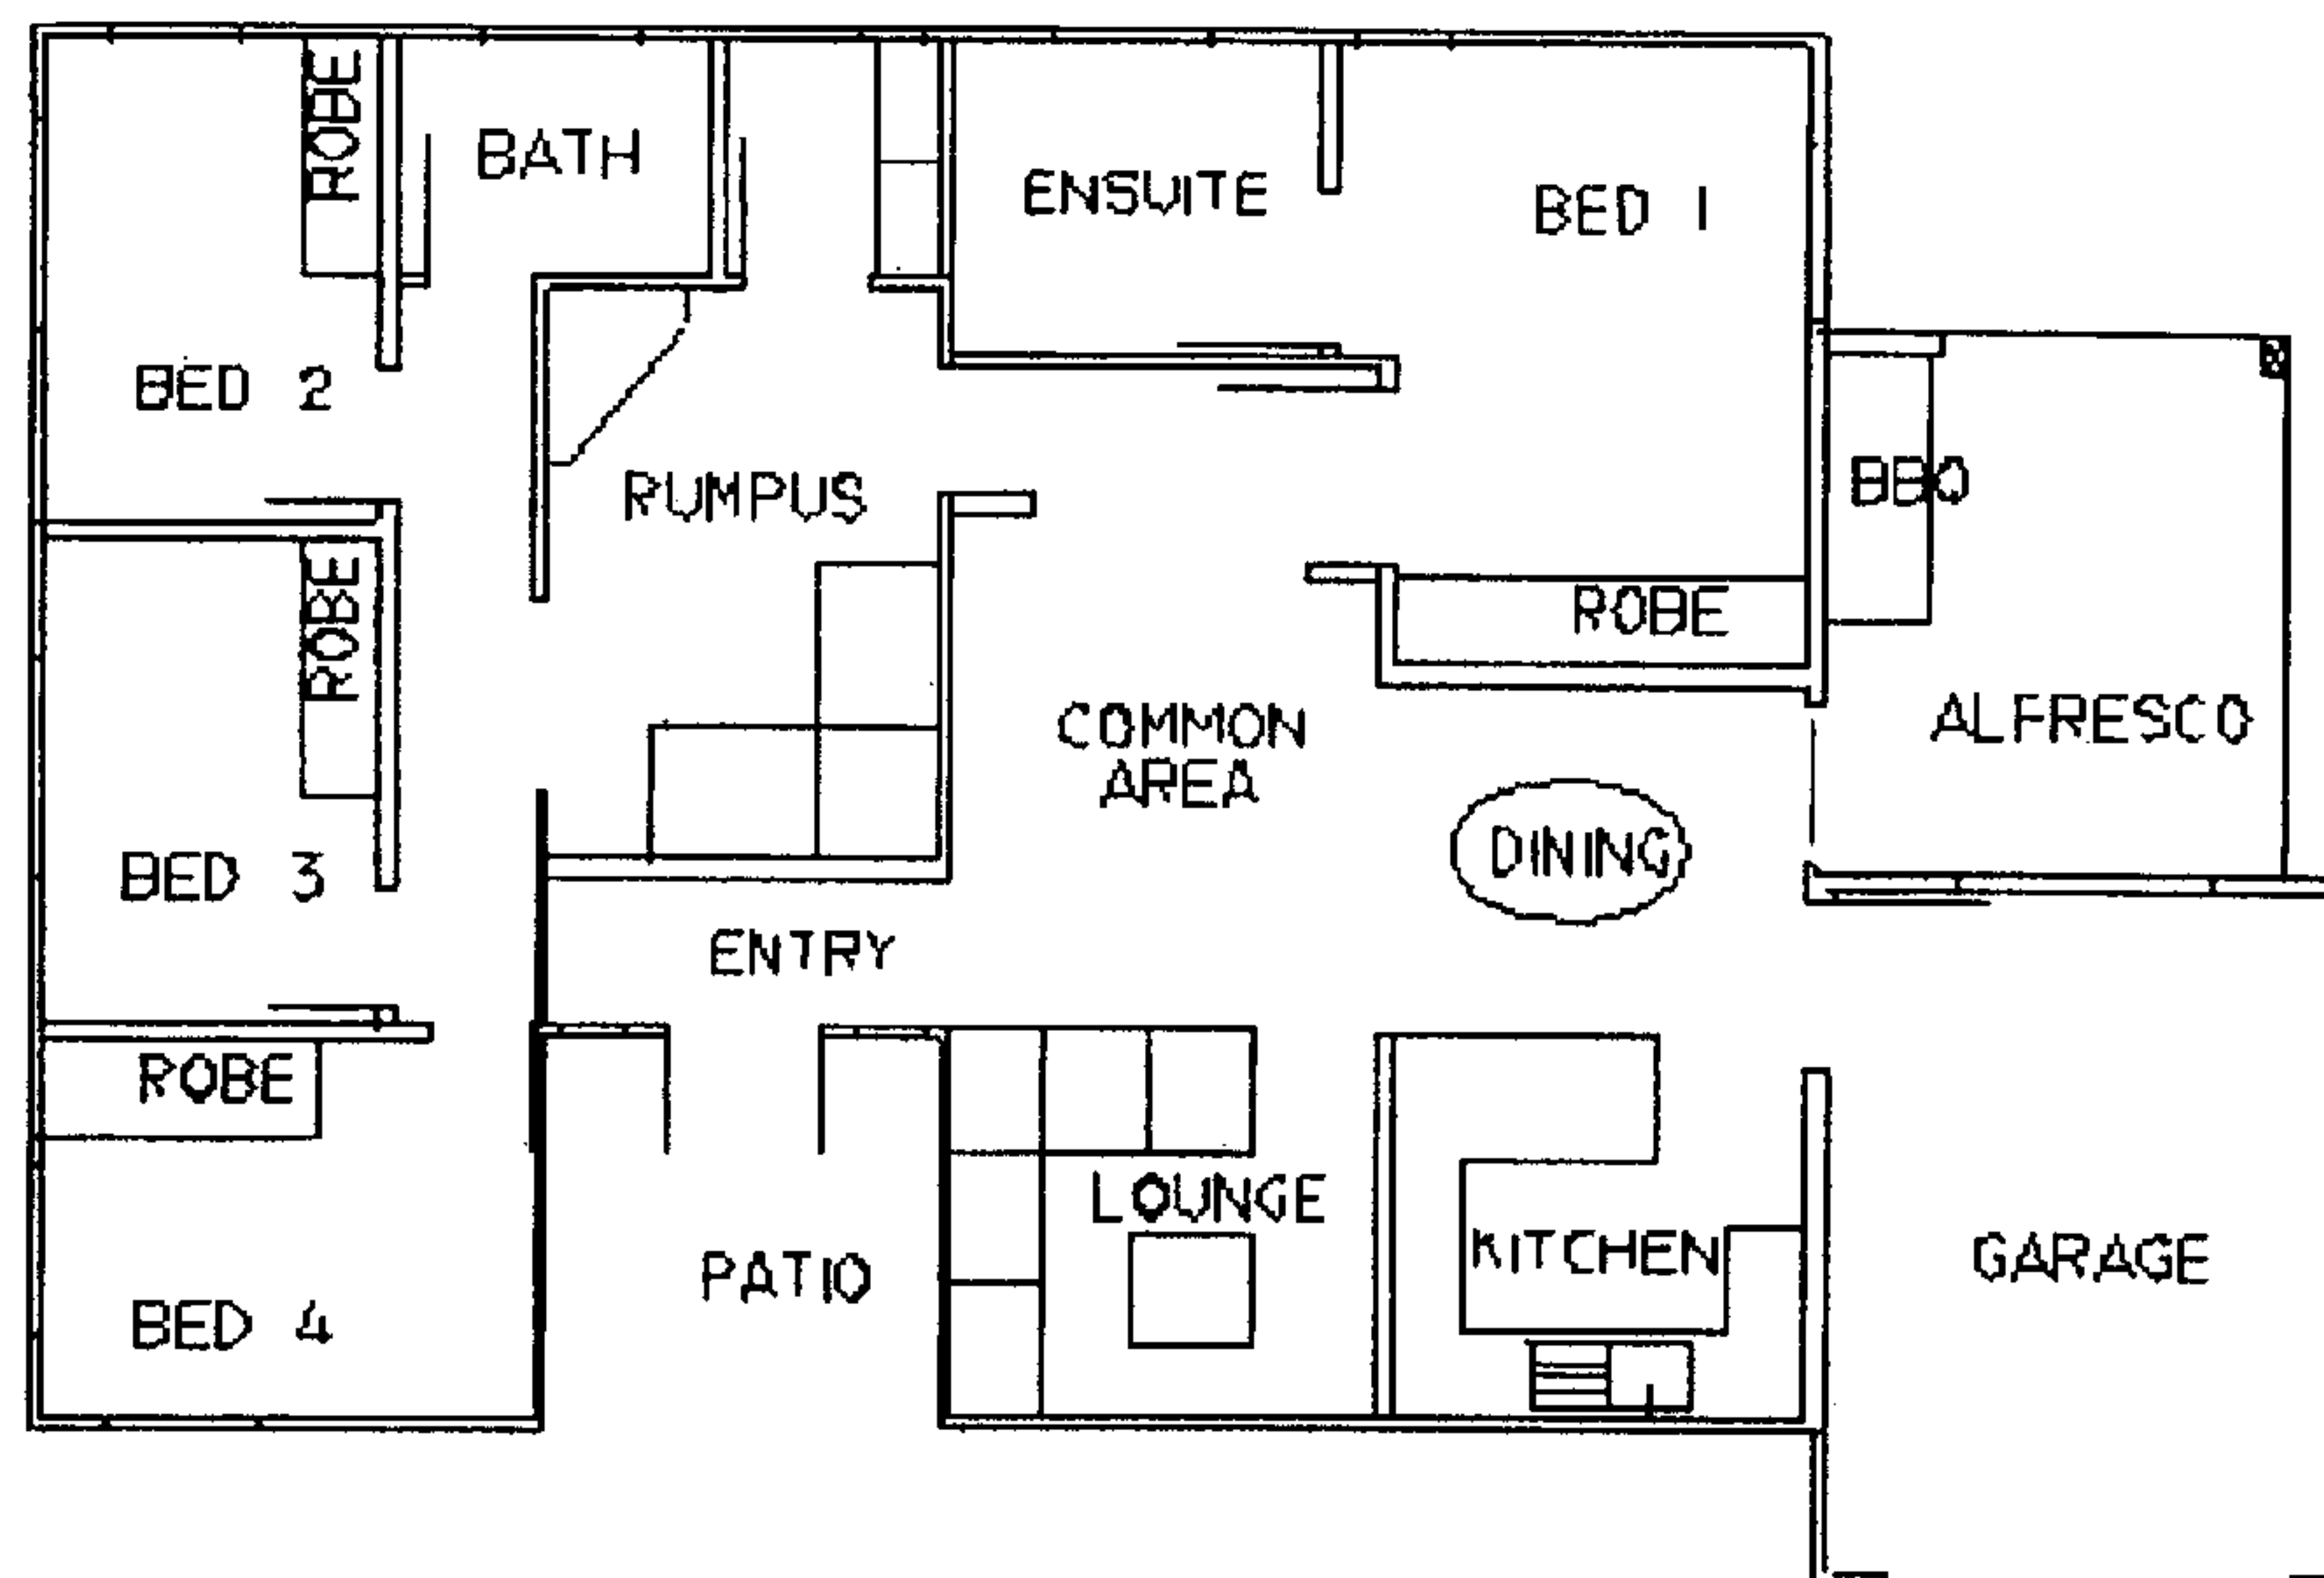 ROBE
BATH
ENSUITE
BED 1
BED 2
RUMPUS
BBQ
ROBE
ROBE
COMMON
AREA
ALFRESCO
DINING
BED 3
ENTRY
ROBE
LOUNGE
KITCHEN
GARAGE
PATIO
BED 4